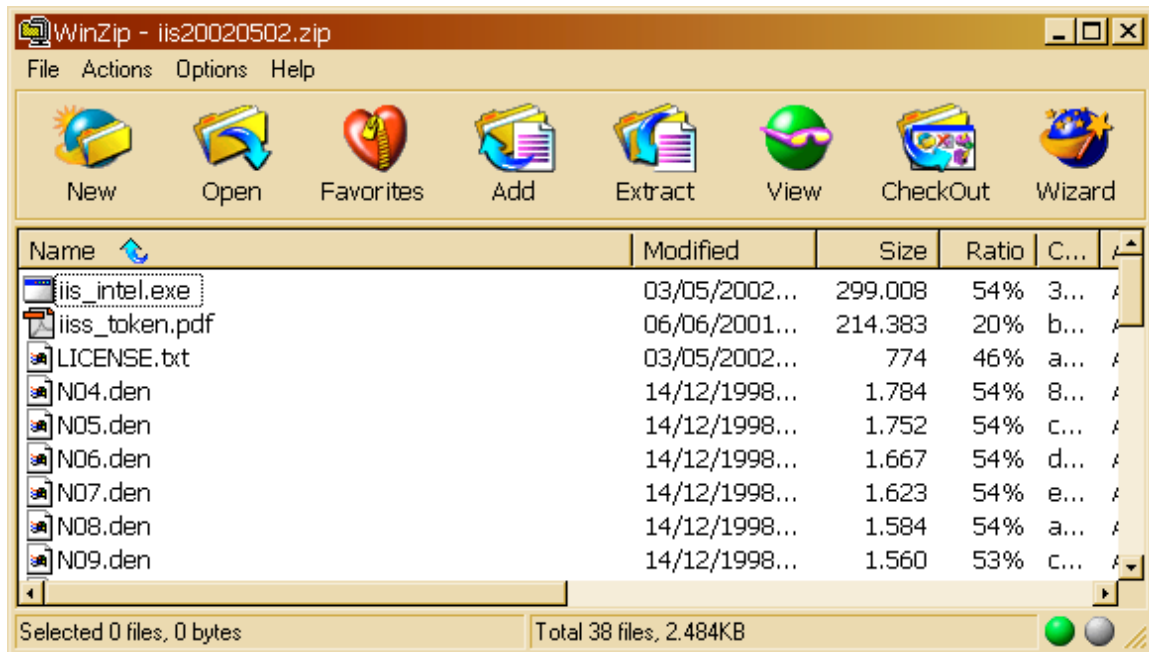 WinZip - iis20020502.zip
File Actions Options Help
New Open Favorites Add Extract View CheckOut Wizard
Name Modified Size Ratio C... A
iis_intel.exe 03/05/2002... 299.008 54% 3... A
iiss_token.pdf 06/06/2001... 214.383 20% b... A
LICENSE.txt 03/05/2002... 774 46% a... A
N04.den 14/12/1998... 1.784 54% 8... A
N05.den 14/12/1998... 1.752 54% c... A
N06.den 14/12/1998... 1.667 54% d... A
N07.den 14/12/1998... 1.623 54% e... A
N08.den 14/12/1998... 1.584 54% a... A
N09.den 14/12/1998... 1.560 53% c... A
Selected 0 files, 0 bytes Total 38 files, 2.484KB